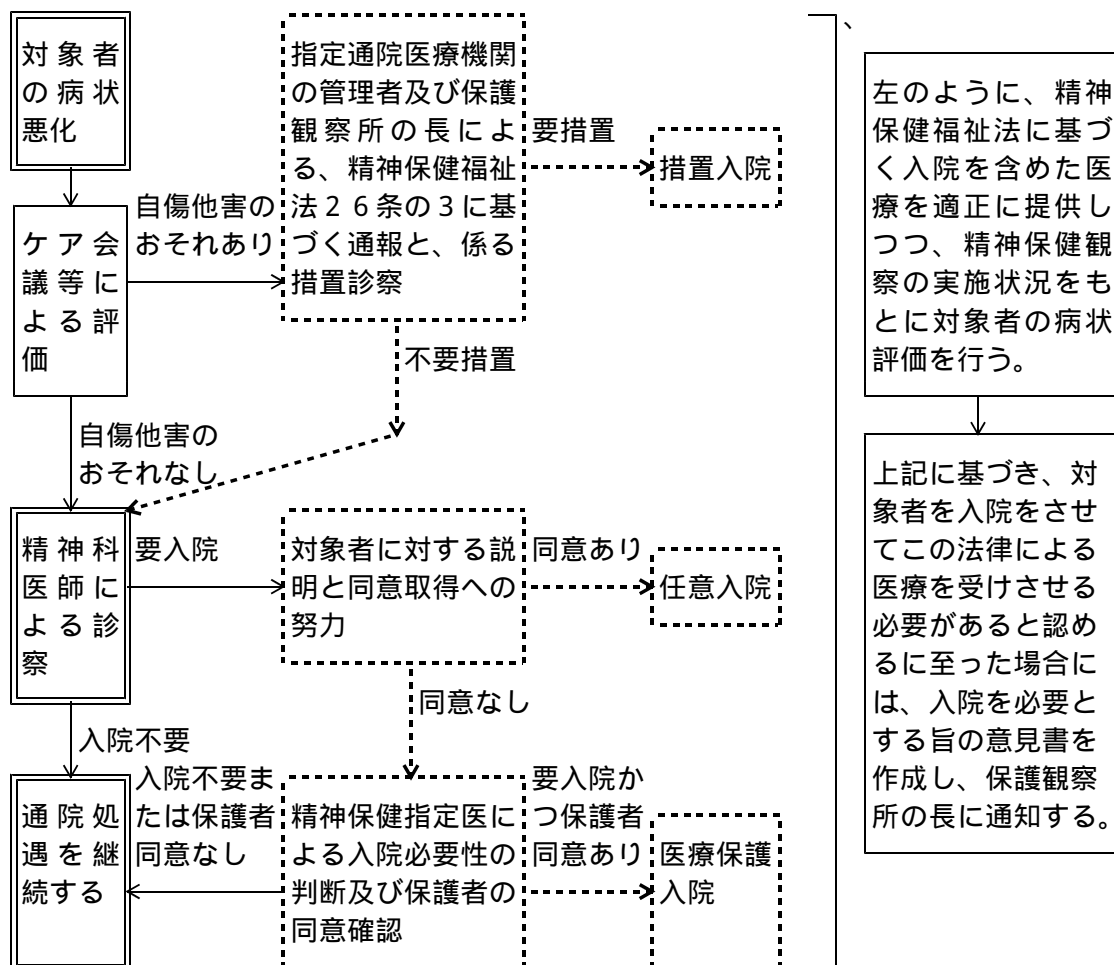 対象者
の病状
悪化
指定通院医療機関
の管理者及び保護
観察所の長によ
る、精神保健福祉
法26条の3に基
づく通報と、係る
措置診察
要措置
措置入院
自傷他害の
おそれあり
ケア会
議等に
よる評
価
不要措置
自傷他害の
おそれなし
精神科
医師に
よる診
察
要入院
対象者に対する説
明と同意取得への
努力
同意あり
任意入院
同意なし
入院不要
通院処
遇を継
続する
入院不要ま
たは保護者
同意なし
精神保健指定医に
よる入院必要性の
判断及び保護者の
同意確認
要入院か
つ保護者
同意あり
医療保護
入院
、
左のように、精神
保健福祉法に基づ
く入院を含めた医
療を適正に提供し
つつ、精神保健観
察の実施状況をも
とに対象者の病状
評価を行う。
上記に基づき、対
象者を入院をさせ
てこの法律による
医療を受けさせる
必要があると認め
るに至った場合に
は、入院を必要と
する旨の意見書を
作成し、保護観察
所の長に通知する。